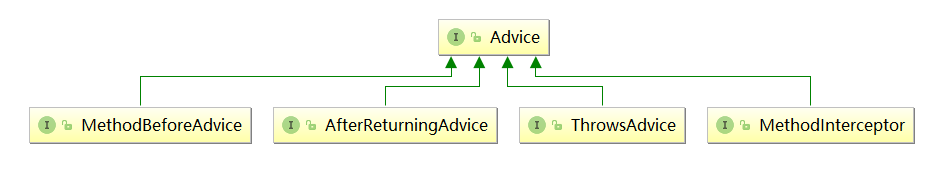 I Advice
I MethodBeforeAdvice
I AfterReturningAdvice
I ThrowsAdvice
I MethodInterceptor